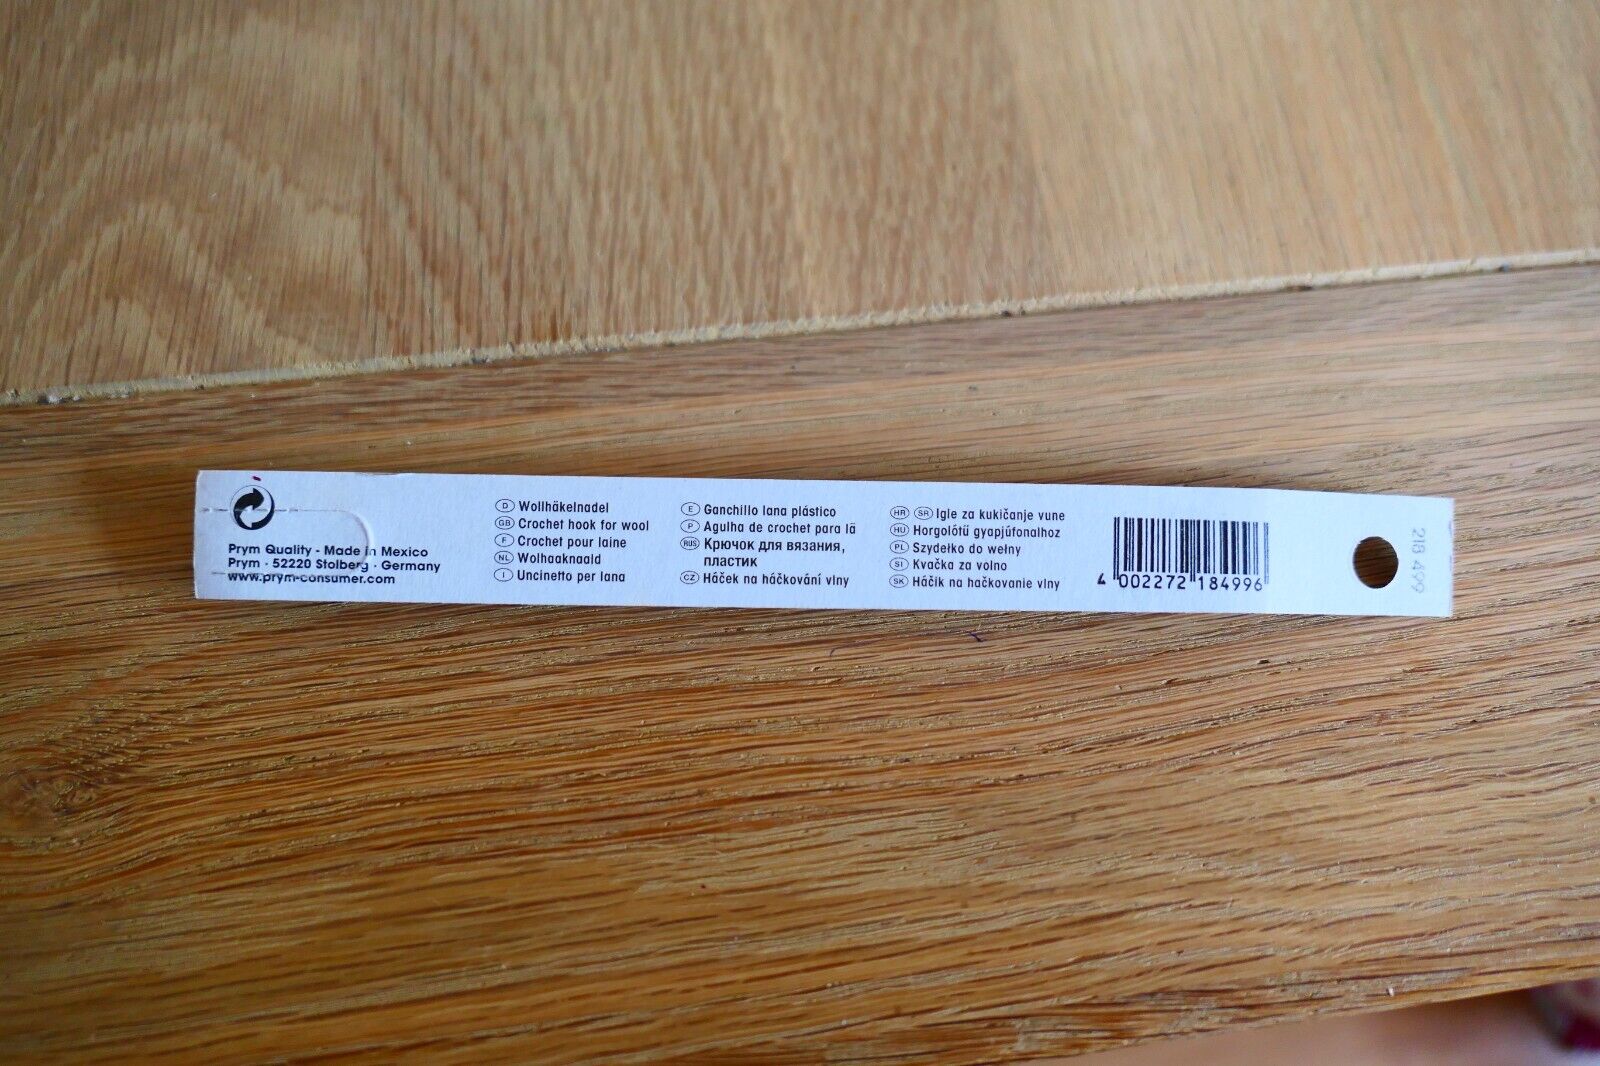 Prym Quality - Made in Mexico
Prym · 52220 Stolberg · Germany
www.prym-consumer.com
D Wollhäkelnadel
GB Crochet hook for wool
F Crochet pour laine
NL Wolhaaknaald
I Uncinetto per lana
E Ganchillo lana plástico
P Agulha de crochet para lã
RUS Крючок для вязания,
пластик
CZ Háček na háčkování vlny
HR SR Igle za kukičanje vune
HU Horgolótű gyapjúfonalhoz
PL Szydełko do wełny
SI Kvačka za volno
SK Háčik na hačkovanie vlny
4 002272 184996
218 499